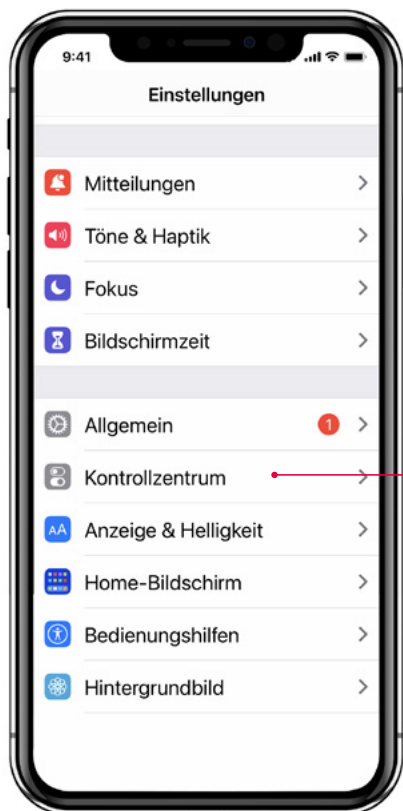 9:41
Einstellungen
Mitteilungen
Töne & Haptik
Fokus
Bildschirmzeit
Allgemein 1
Kontrollzentrum
AA Anzeige & Helligkeit
Home-Bildschirm
Bedienungshilfen
Hintergrundbild